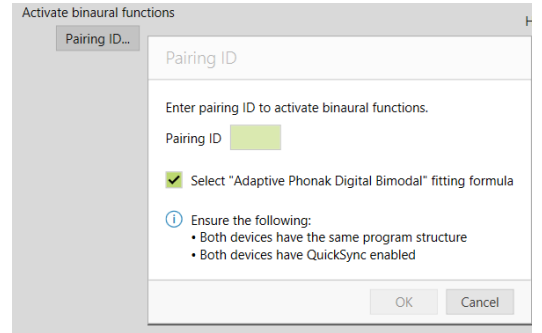 Activate binaural functions
H
Pairing ID...
Pairing ID
Enter pairing ID to activate binaural functions.
Pairing ID
Select "Adaptive Phonak Digital Bimodal" fitting formula
Ensure the following:
• Both devices have the same program structure
• Both devices have QuickSync enabled
OK Cancel